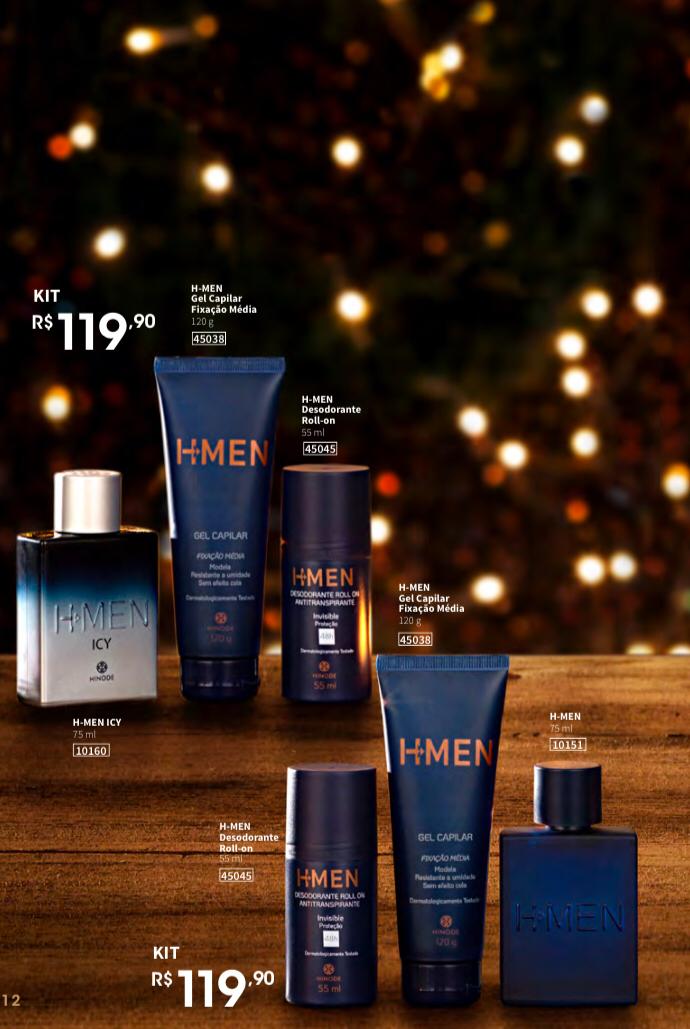 KIT
R$119,90
H-MEN
Gel Capilar
Fixação Média
120 g
45038
H-MEN
Desodorante
Roll-on
55 ml
45045
H-MEN
GEL CAPILAR
FIXAÇÃO MÉDIA
Modela
Resistente a umidade
Sem efeito cola
Dermatologicamente Testado
HINODE
120 g
H-MEN
DESODORANTE ROLL ON
ANTITRANSPIRANTE
Invisible
Proteção
48h
Dermatologicamente Testado
HINODE
55 ml
H-MEN
ICY
HINODE
H-MEN ICY
75 ml
10160
H-MEN
Gel Capilar
Fixação Média
120 g
45038
H-MEN
75 ml
10151
H-MEN
GEL CAPILAR
FIXAÇÃO MÉDIA
Modela
Resistente a umidade
Sem efeito cola
Dermatologicamente Testado
HINODE
120 g
H-MEN
Desodorante
Roll-on
55 ml
45045
H-MEN
DESODORANTE ROLL ON
ANTITRANSPIRANTE
Invisible
Proteção
48h
Dermatologicamente Testado
HINODE
55 ml
H-MEN
KIT
R$119,90
12